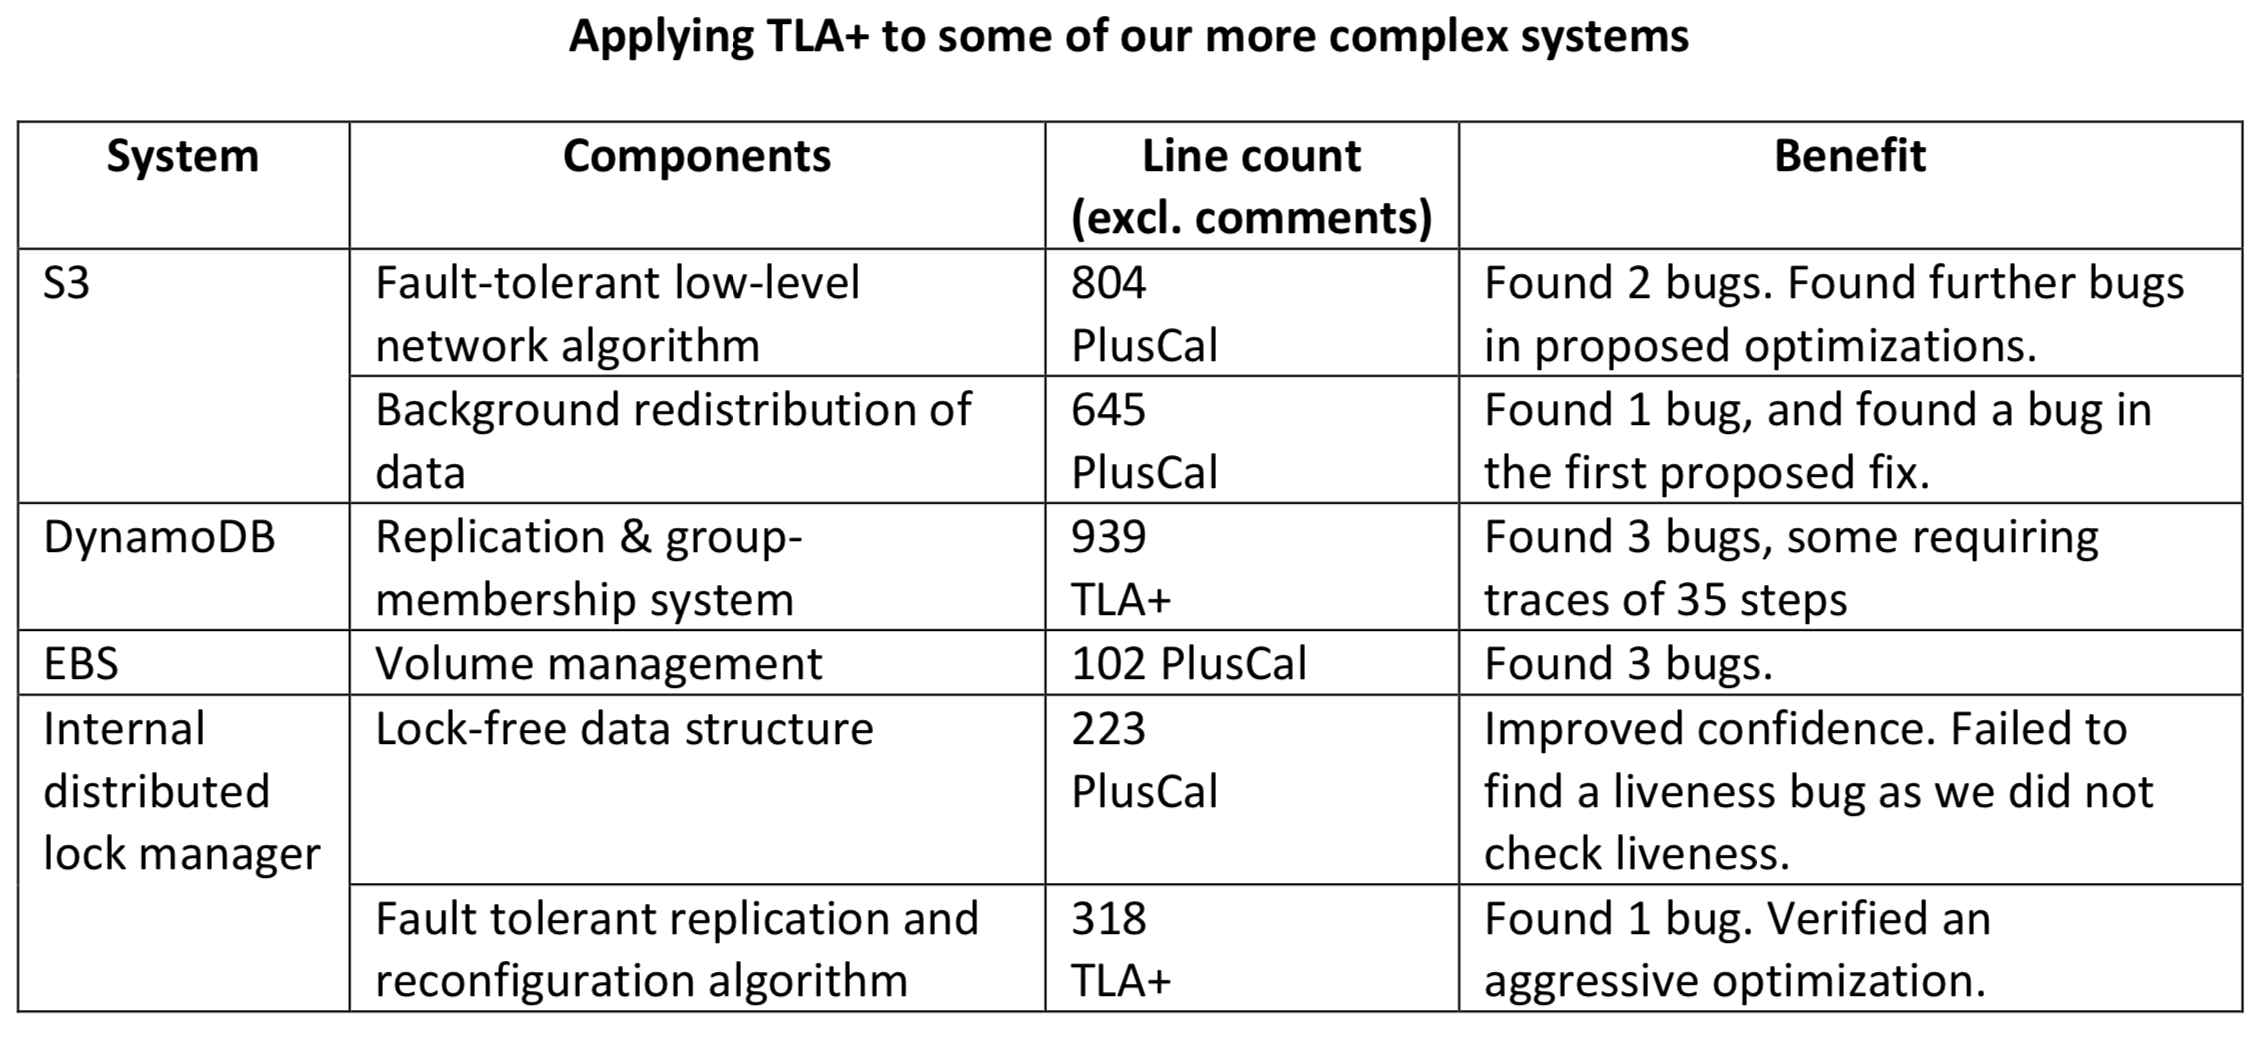 Applying TLA+ to some of our more complex systems
System
Components
Line count
(excl. comments)
Benefit
S3
Fault-tolerant low-level
network algorithm
804
PlusCal
Found 2 bugs. Found further bugs
in proposed optimizations.
Background redistribution of
data
645
PlusCal
Found 1 bug, and found a bug in
the first proposed fix.
DynamoDB
Replication & group-
membership system
939
TLA+
Found 3 bugs, some requiring
traces of 35 steps
EBS
Volume management
102 PlusCal
Found 3 bugs.
Internal
distributed
lock manager
Lock-free data structure
223
PlusCal
Improved confidence. Failed to
find a liveness bug as we did not
check liveness.
Fault tolerant replication and
reconfiguration algorithm
318
TLA+
Found 1 bug. Verified an
aggressive optimization.